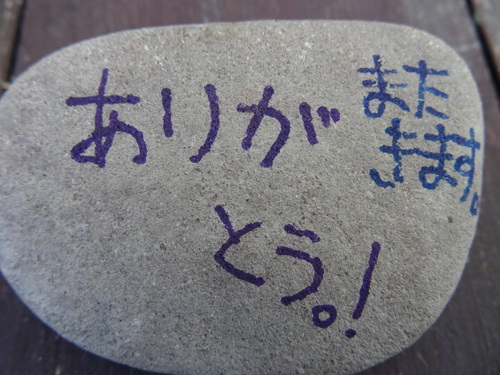 ありが
とう。!
また
きます。